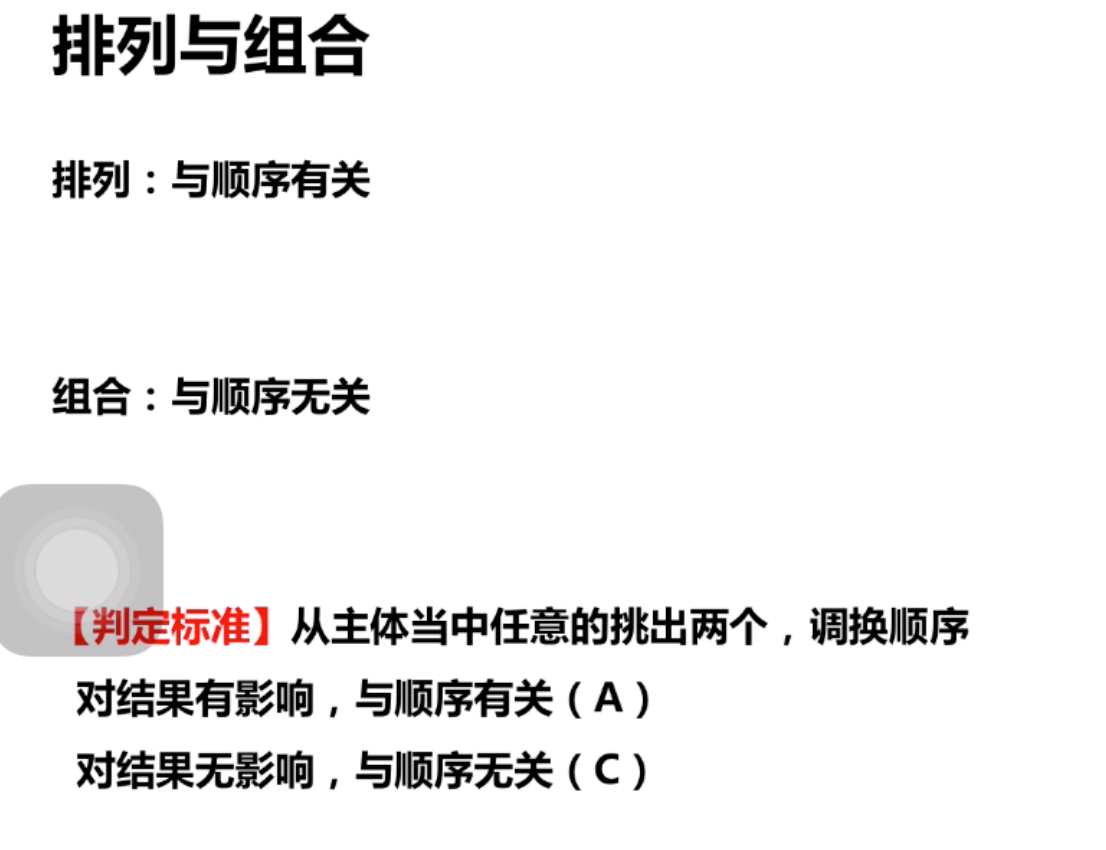 排列与组合
排列：与顺序有关
组合：与顺序无关
【判定标准】从主体当中任意的挑出两个，调换顺序
对结果有影响，与顺序有关（A）
对结果无影响，与顺序无关（C）